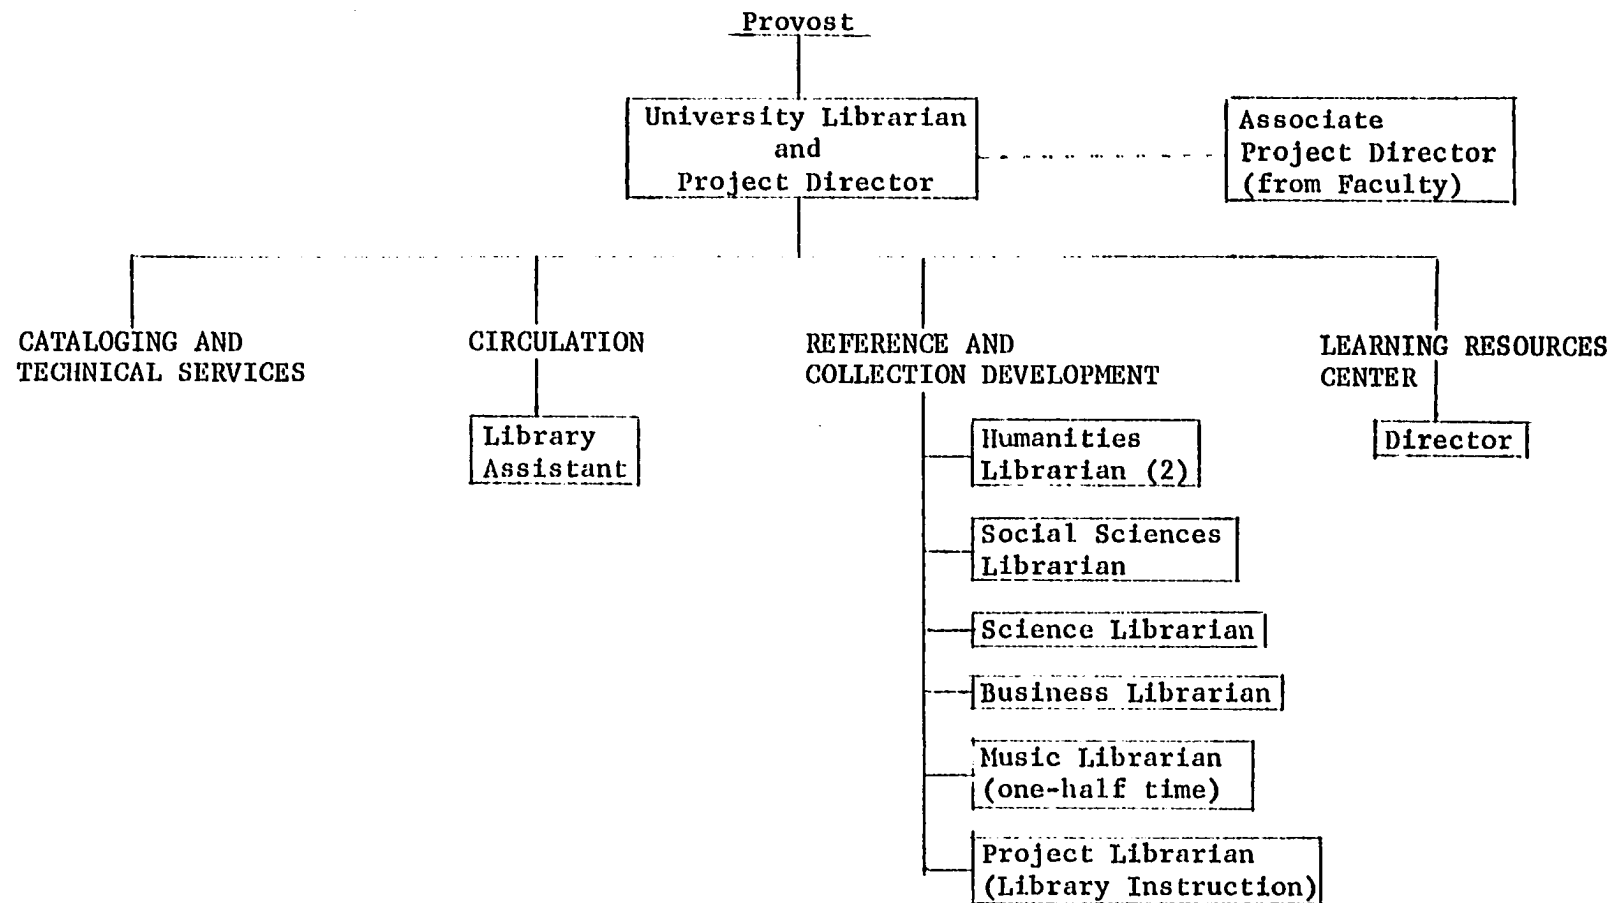 Provost
University Librarian
and
Project Director
Associate
Project Director
(from Faculty)
CATALOGING AND
TECHNICAL SERVICES
CIRCULATION
Library
Assistant
REFERENCE AND
COLLECTION DEVELOPMENT
Humanities
Librarian (2)
Social Sciences
Librarian
Science Librarian
Business Librarian
Music Librarian
(one-half time)
Project Librarian
(Library Instruction)
LEARNING RESOURCES
CENTER
Director